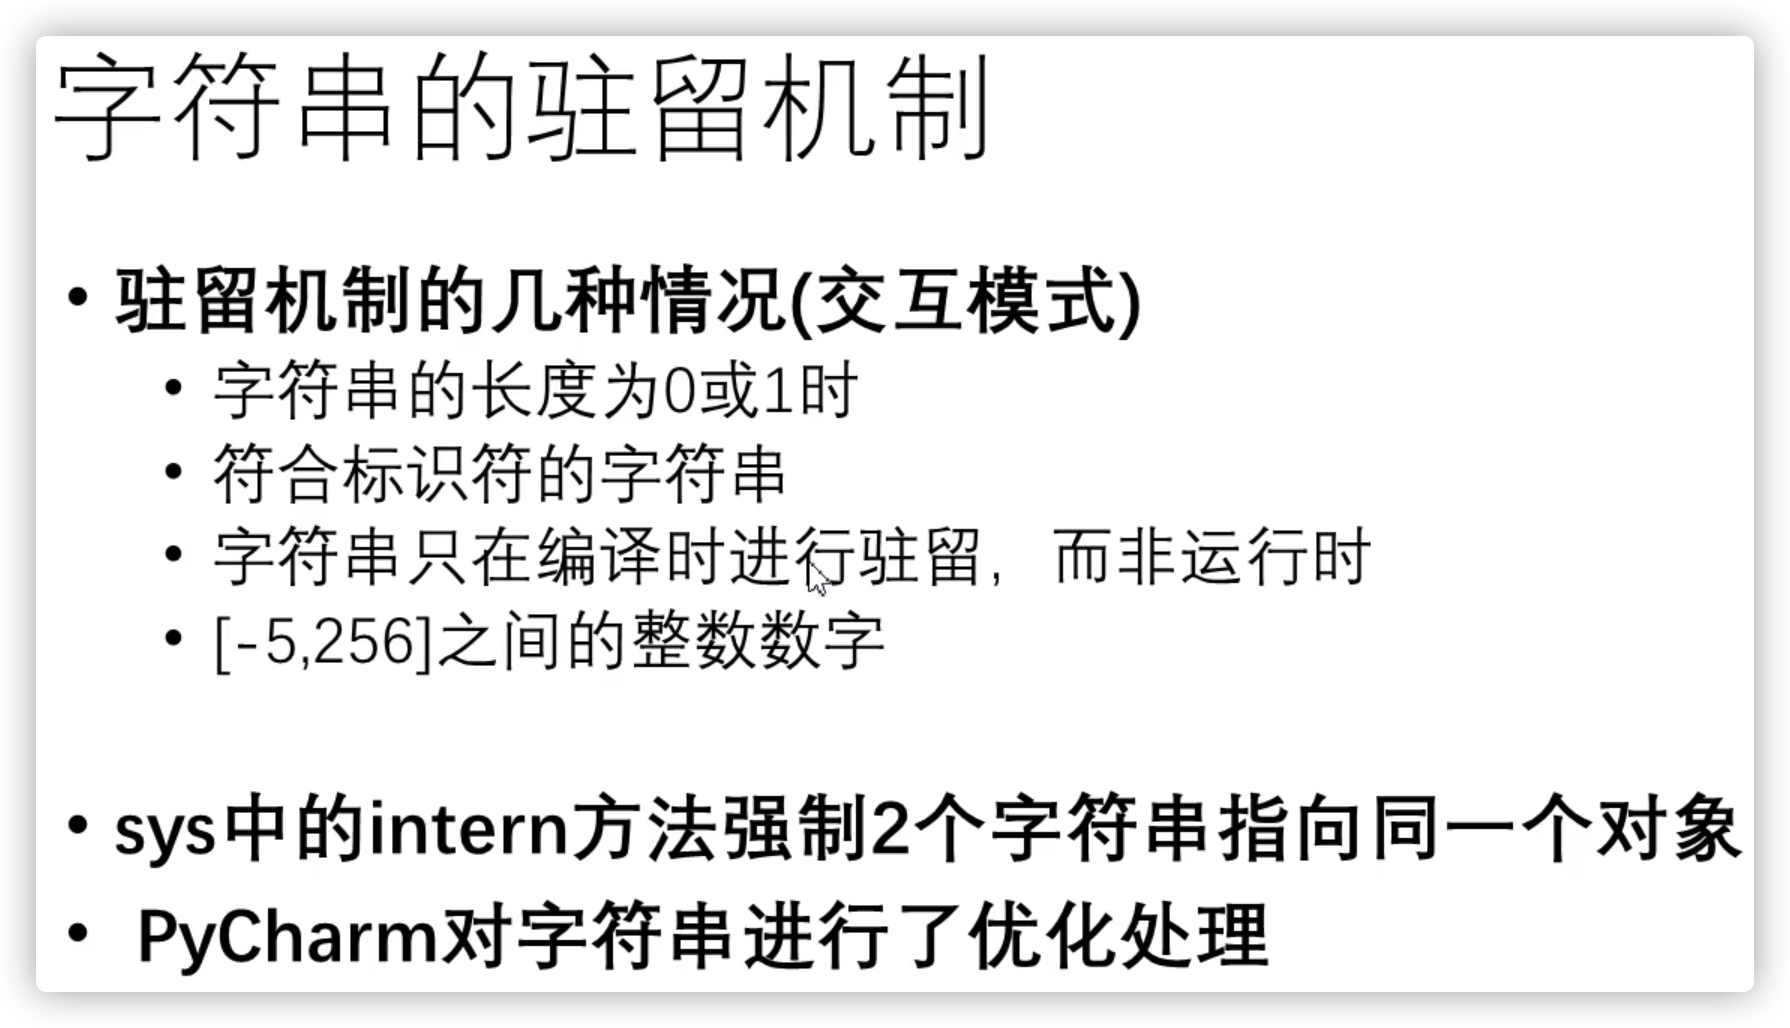 字符串的驻留机制
• 驻留机制的几种情况(交互模式)
• 字符串的长度为0或1时
• 符合标识符的字符串
• 字符串只在编译时进行驻留，而非运行时
• [-5,256]之间的整数数字
• sys中的intern方法强制2个字符串指向同一个对象
• PyCharm对字符串进行了优化处理